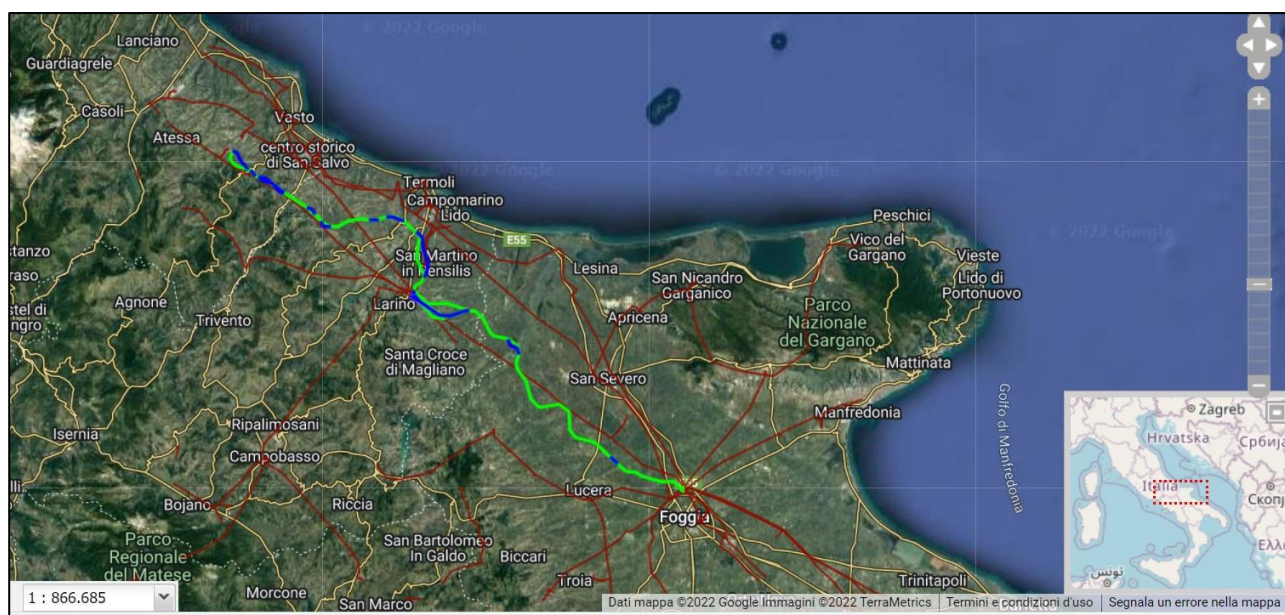 © 2022 Google
© 2022 Google
Lanciano
Guardiagrele
Casoli
Vasto
Atessa
centro storico
di San Salvo
© 2022 Google
© 2022 Google
Termoli
Campomarino
Lido
Peschici
E55
Vico del
Gargano
Vieste
© 2022 Google
San Martino
in Pensilis
Lesina
San Nicandro
Garganico
Lido di
Portonuovo
Agnone
Larino
Trivento
Apricena
Parco
Nazionale
del Gargano
Santa Croce
di Magliano
San Severo
Mattinata
Golfo di Manfredonia
Manfredonia
Ripalimosani
Isernia
Campobasso
Bojano
Riccia
Lucera
Foggia
San Bartolomeo
In Galdo
Biccari
Parco
Regionale
del Matese
Morcone
San Marco
Troia
Trinitapoli
Zagreb
Hrvatska
Србија
Italia
Скопј
تونس
1 : 866.685
Dati mappa ©2022 Google Immagini ©2022 TerraMetrics
Termini e condizioni d'uso
Segnala un errore nella mappa